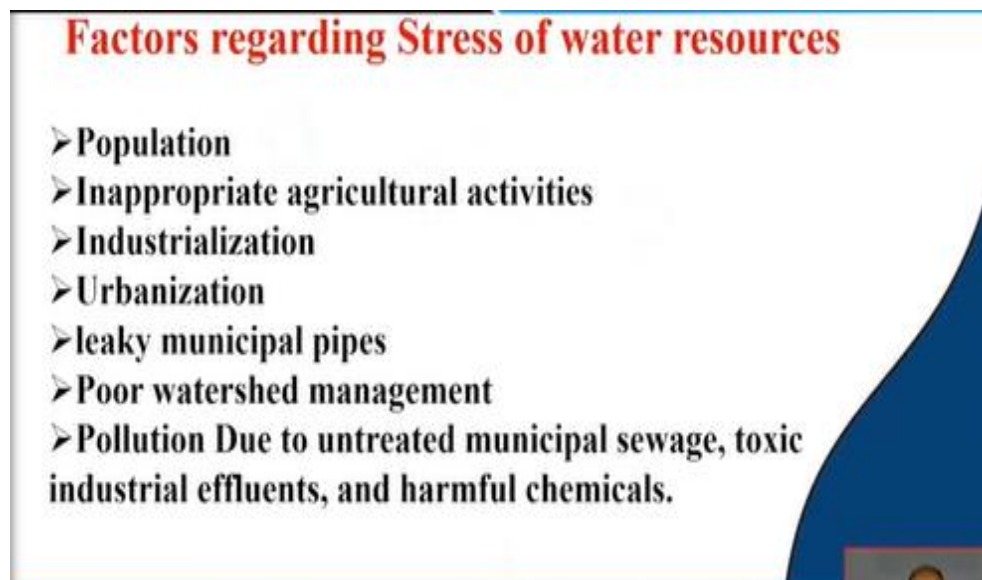 Factors regarding Stress of water resources
➢Population
➢Inappropriate agricultural activities
➢Industrialization
➢Urbanization
➢leaky municipal pipes
➢Poor watershed management
➢Pollution Due to untreated municipal sewage, toxic
industrial effluents, and harmful chemicals.